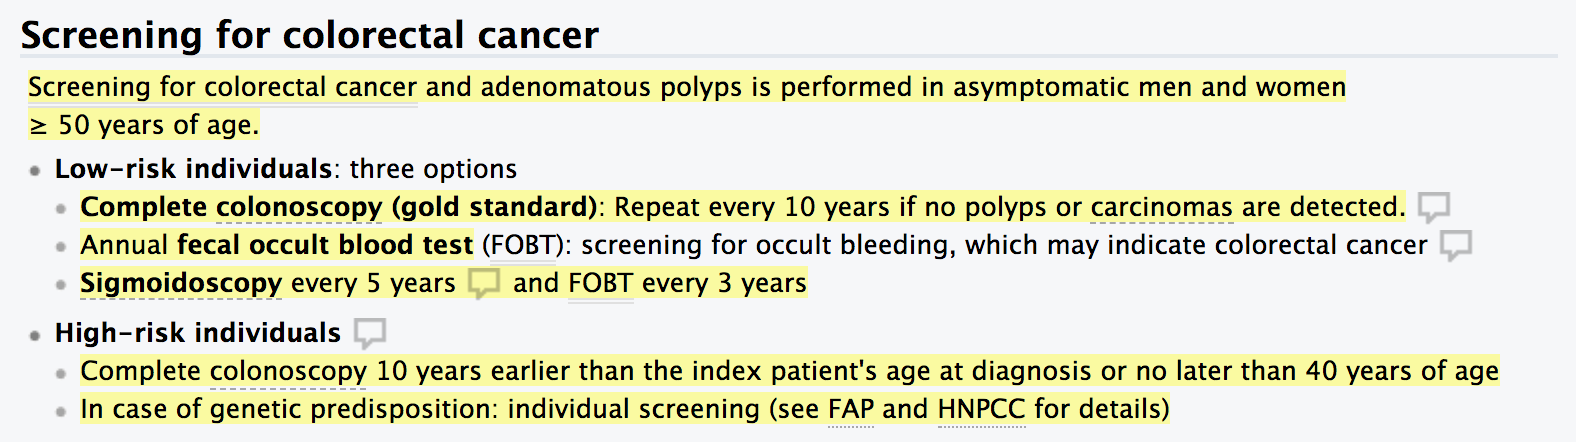 Screening for colorectal cancer
Screening for colorectal cancer and adenomatous polyps is performed in asymptomatic men and women
≥ 50 years of age.
Low-risk individuals: three options
Complete colonoscopy (gold standard): Repeat every 10 years if no polyps or carcinomas are detected.
Annual fecal occult blood test (FOBT): screening for occult bleeding, which may indicate colorectal cancer
Sigmoidoscopy every 5 years and FOBT every 3 years
High-risk individuals
Complete colonoscopy 10 years earlier than the index patient's age at diagnosis or no later than 40 years of age
In case of genetic predisposition: individual screening (see FAP and HNPCC for details)